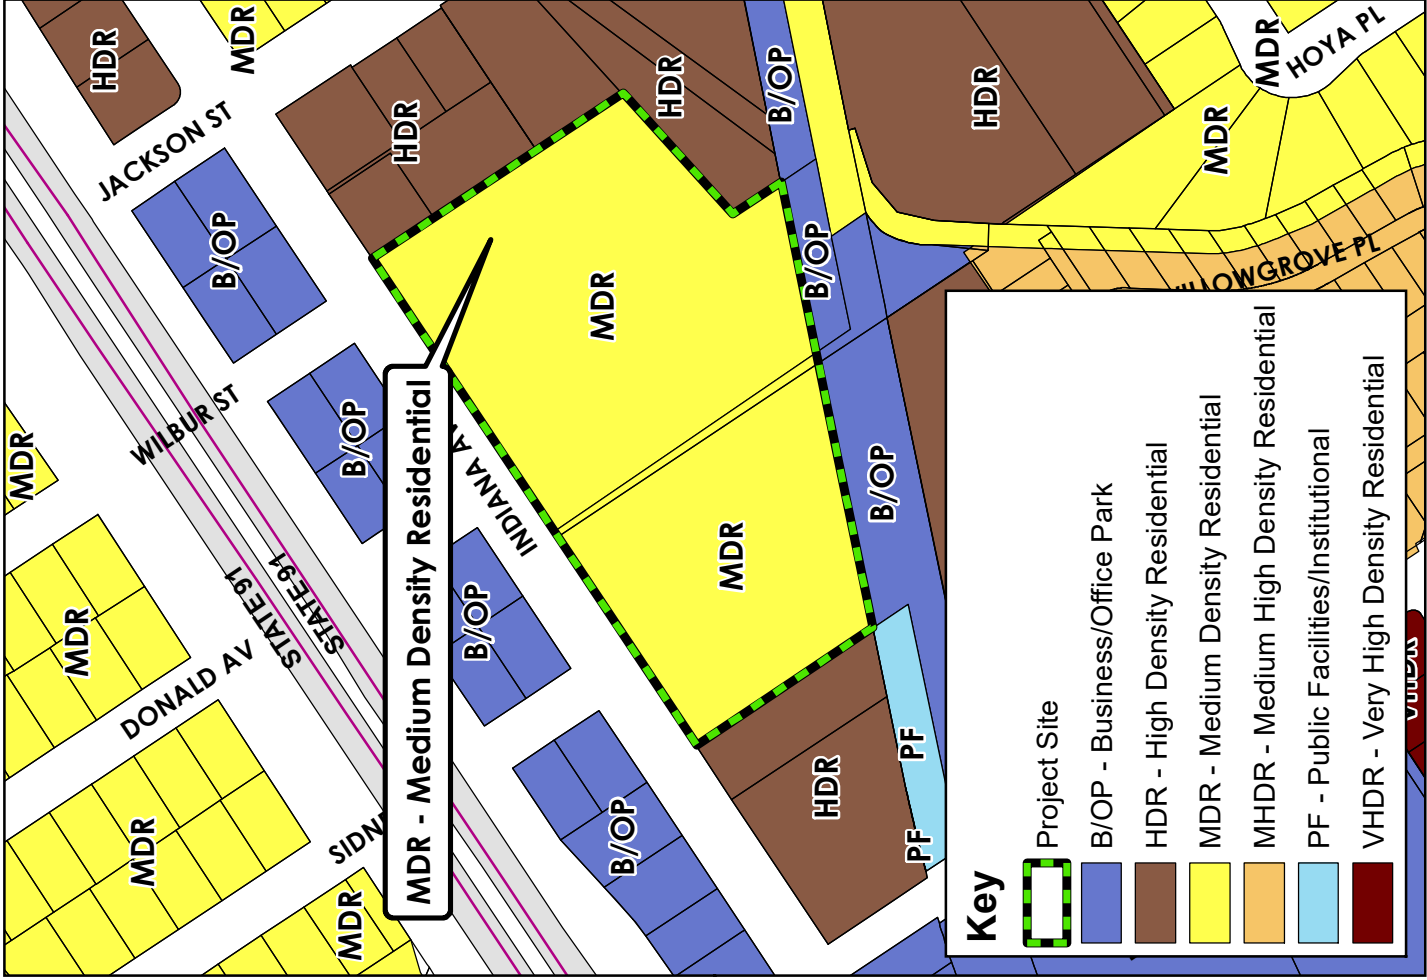 HDR
MDR
JACKSON ST
B/OP
HDR
HDR
B/OP
HDR
MDR
HOYA PL
MDR
MDR
WILBUR ST
B/OP
MDR
B/OP
MDR
STATE 91
STATE 91
DONALD AV
INDIANA AV
B/OP
MDR
B/OP
MDR
MDR
B/OP
HDR
PF
PF
MDR - Medium Density Residential
Key
Project Site
B/OP - Business/Office Park
HDR - High Density Residential
MDR - Medium Density Residential
MHDR - Medium High Density Residential
PF - Public Facilities/Institutional
VHDR - Very High Density Residential
VHDR